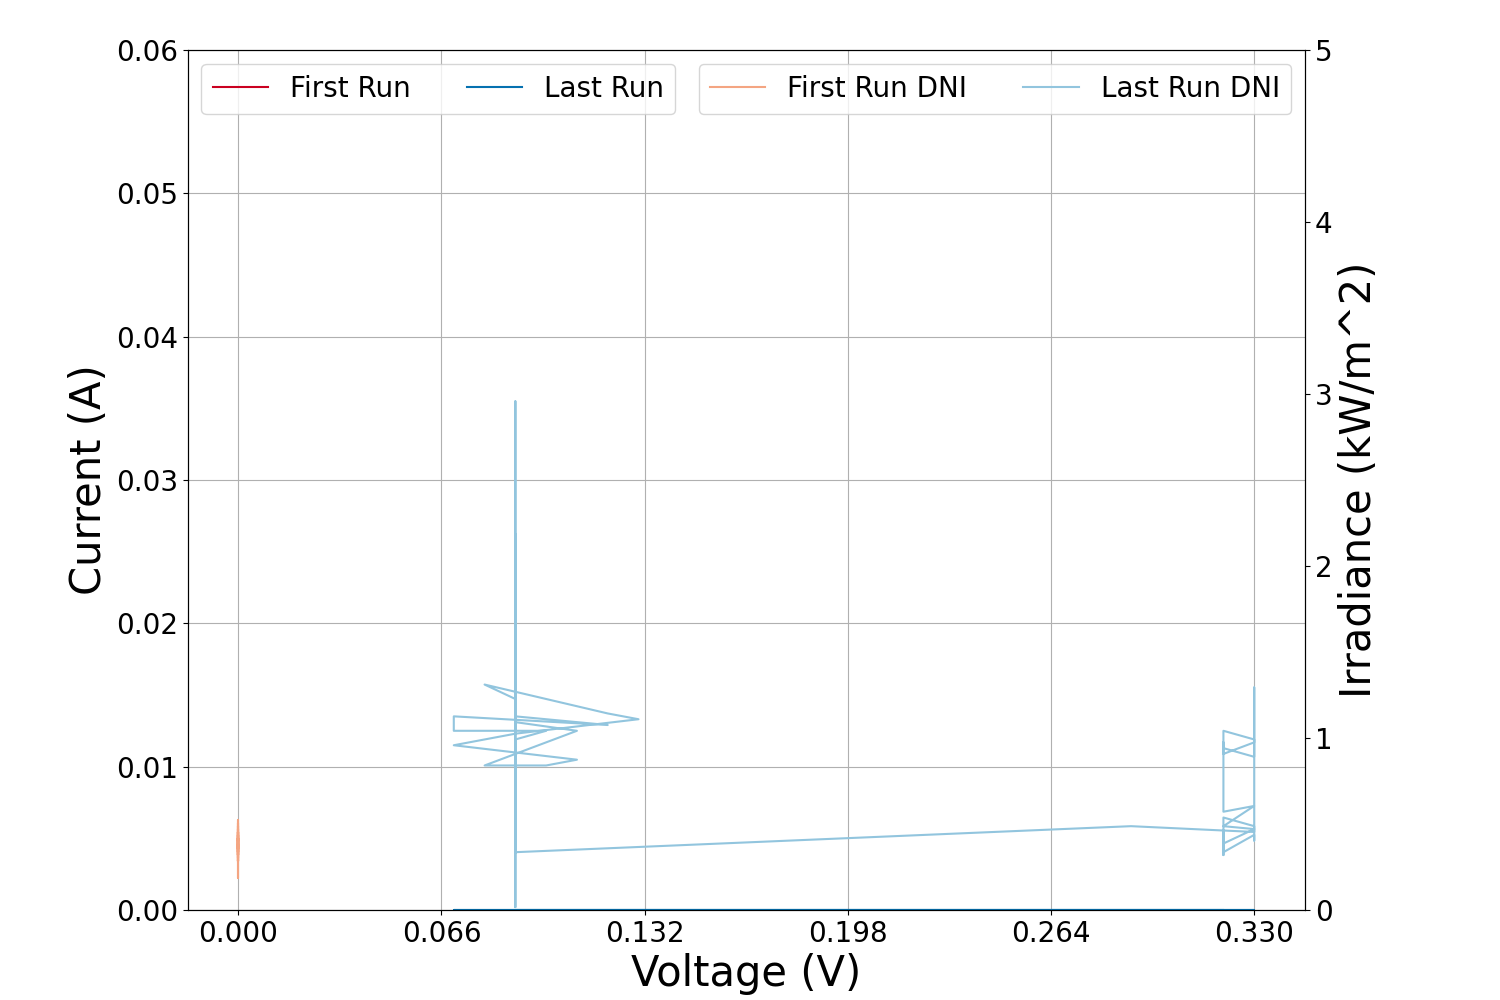 First Run
Last Run
First Run DNI
Last Run DNI
0.06
0.05
0.04
0.03
0.02
0.01
0.00
Current (A)
5
4
3
2
1
0
Irradiance (kW/m^2)
0.000
0.066
0.132
0.198
0.264
0.330
Voltage (V)